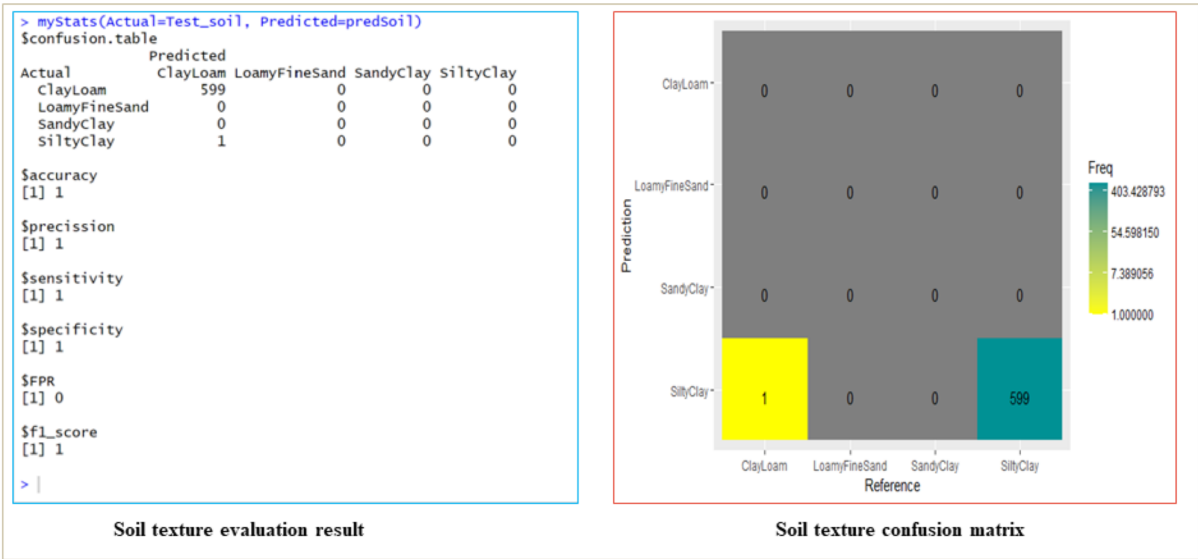 > myStats(Actual=Test_soil, Predicted=predSoil)
$confusion.table
Predicted
Actual ClayLoam LoamyFineSand SandyClay SiltyClay
ClayLoam 599 0 0 0
LoamyFineSand 0 0 0 0
SandyClay 0 0 0 0
SiltyClay 1 0 0 0
$accuracy
[1] 1
$precission
[1] 1
$sensitivity
[1] 1
$specificity
[1] 1
$FPR
[1] 0
$f1_score
[1] 1
>
Soil texture evaluation result
Prediction
ClayLoam 0 0 0 0
LoamyFineSand 0 0 0 0
SandyClay 0 0 0 0
SiltyClay 1 0 0 599
ClayLoam LoamyFineSand SandyClay SiltyClay
Reference
Freq
403.428793
54.598150
7.389056
1.000000
Soil texture confusion matrix